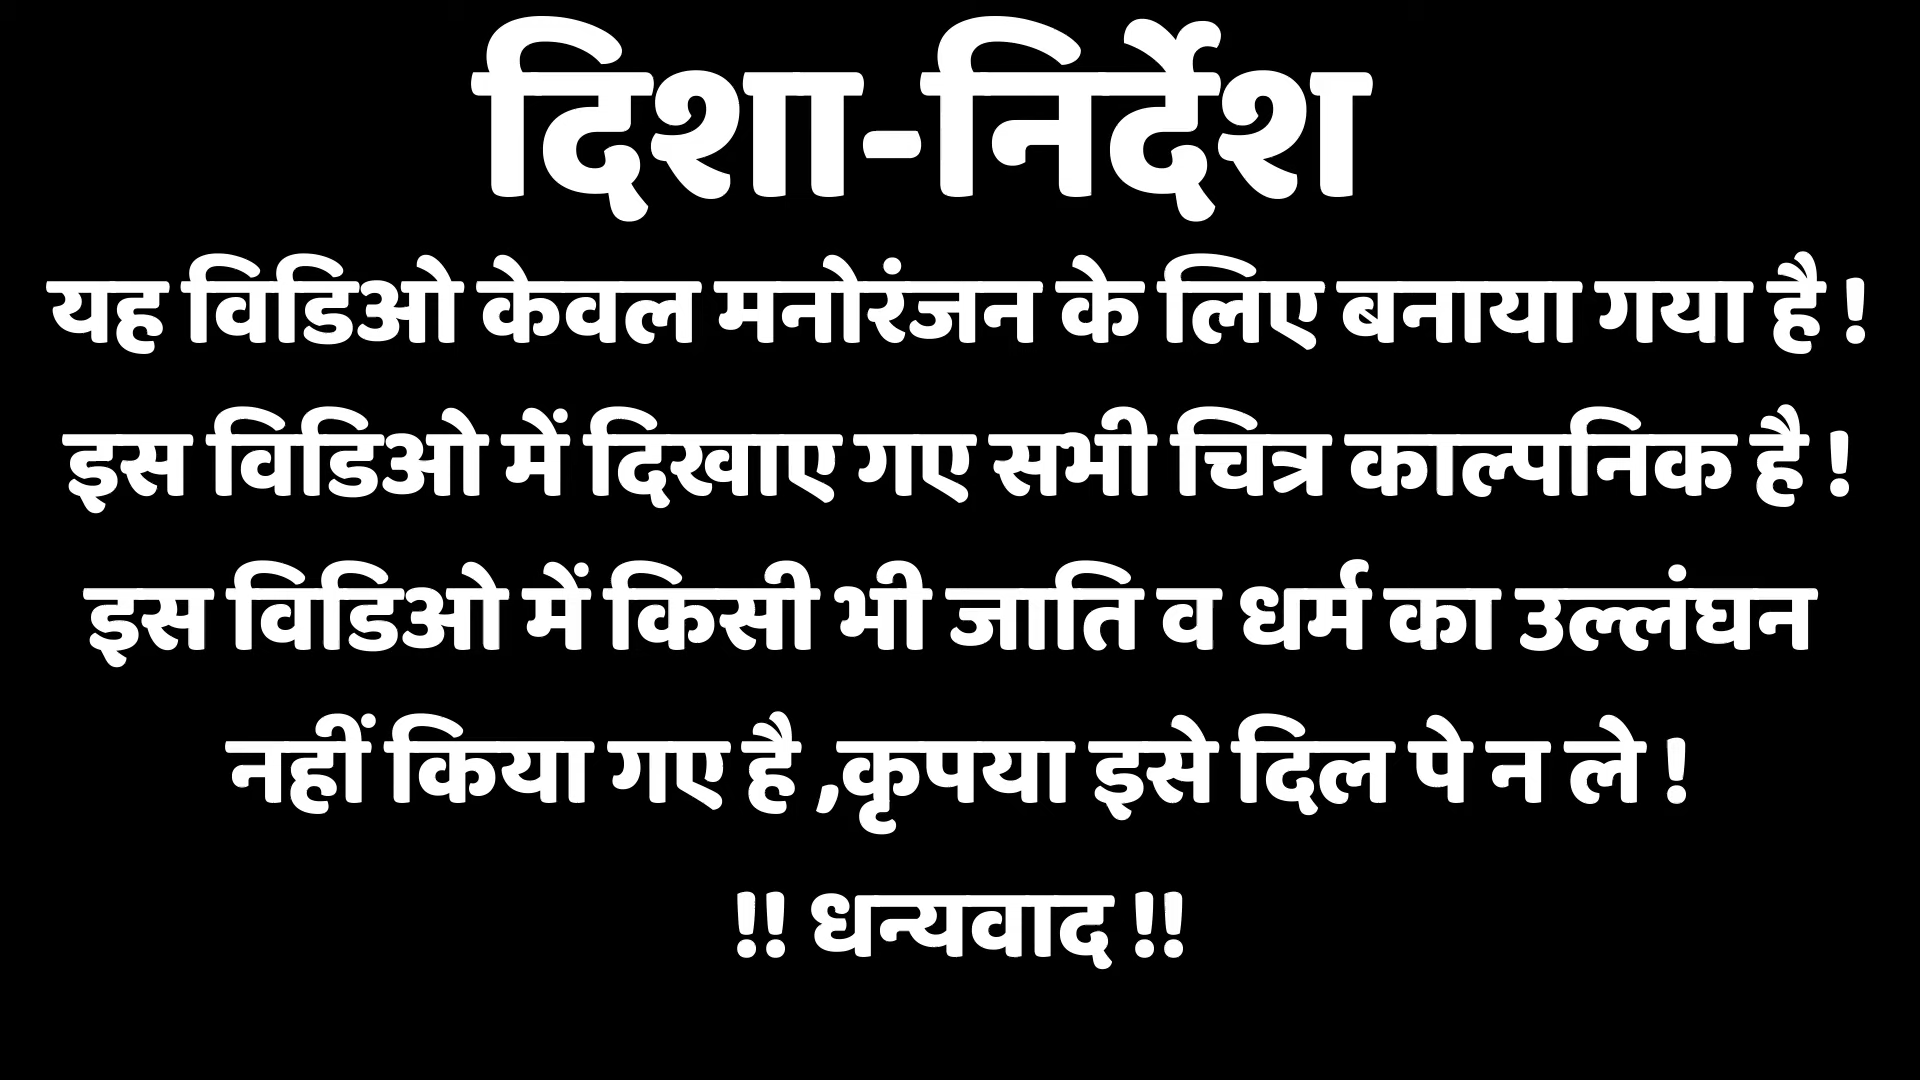 दिशा-निर्देश
यह विडिओ केवल मनोरंजन के लिए बनाया गया है !
इस विडिओ में दिखाए गए सभी चित्र काल्पनिक है !
इस विडिओ में किसी भी जाति व धर्म का उल्लंघन
नहीं किया गए है ,कृपया इसे दिल पे न ले !
!! धन्यवाद !!